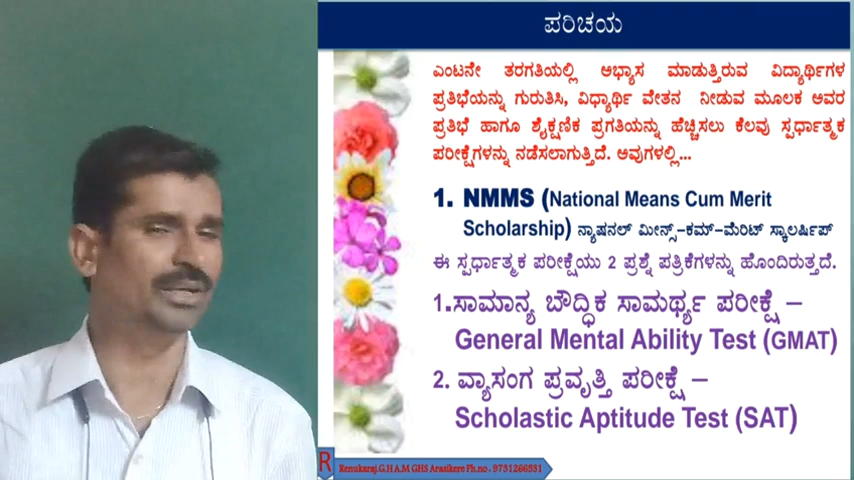 ಪರಿಚಯ
ಎಂಟನೇ ತರಗತಿಯಲ್ಲಿ ಅಭ್ಯಾಸ ಮಾಡುತ್ತಿರುವ ವಿದ್ಯಾರ್ಥಿಗಳ
ಪ್ರತಿಭೆಯನ್ನು ಗುರುತಿಸಿ, ವಿಧ್ಯಾರ್ಥಿ ವೇತನ ನೀಡುವ ಮೂಲಕ ಅವರ
ಪ್ರತಿಭೆ ಹಾಗೂ ಶೈಕ್ಷಣಿಕ ಪ್ರಗತಿಯನ್ನು ಹೆಚ್ಚಿಸಲು ಕೆಲವು ಸ್ಪರ್ಧಾತ್ಮಕ
ಪರೀಕ್ಷೆಗಳನ್ನು ನಡೆಸಲಾಗುತ್ತಿದೆ. ಅವುಗಳಲ್ಲಿ...
1. NMMS (National Means Cum Merit
Scholarship) ನ್ಯಾಷನಲ್ ಮೀನ್ಸ್-ಕಮ್-ಮೆರಿಟ್ ಸ್ಕಾಲರ್ಷಿಪ್
ಈ ಸ್ಪರ್ಧಾತ್ಮಕ ಪರೀಕ್ಷೆಯು 2 ಪ್ರಶ್ನೆ ಪತ್ರಿಕೆಗಳನ್ನು ಹೊಂದಿರುತ್ತದೆ.
1.ಸಾಮಾನ್ಯ ಬೌದ್ಧಿಕ ಸಾಮರ್ಥ್ಯ ಪರೀಕ್ಷೆ –
General Mental Ability Test (GMAT)
2. ವ್ಯಾಸಂಗ ಪ್ರವೃತ್ತಿ ಪರೀಕ್ಷೆ –
Scholastic Aptitude Test (SAT)
R Renukaraj.G.H A.M GHS Arasikere Ph.no. 9731266331